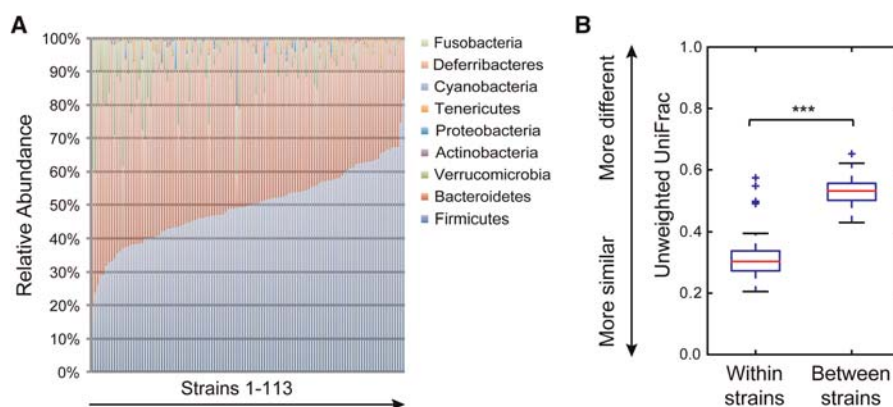 A
Relative Abundance
100%
90%
80%
70%
60%
50%
40%
30%
20%
10%
0%
Strains 1-113
Fusobacteria
Deferribacteres
Cyanobacteria
Tenericutes
Proteobacteria
Actinobacteria
Verrucomicrobia
Bacteroidetes
Firmicutes
B
More different
More similar
Unweighted UniFrac
1.0
0.8
0.6
0.4
0.2
0.0
***
Within strains
Between strains